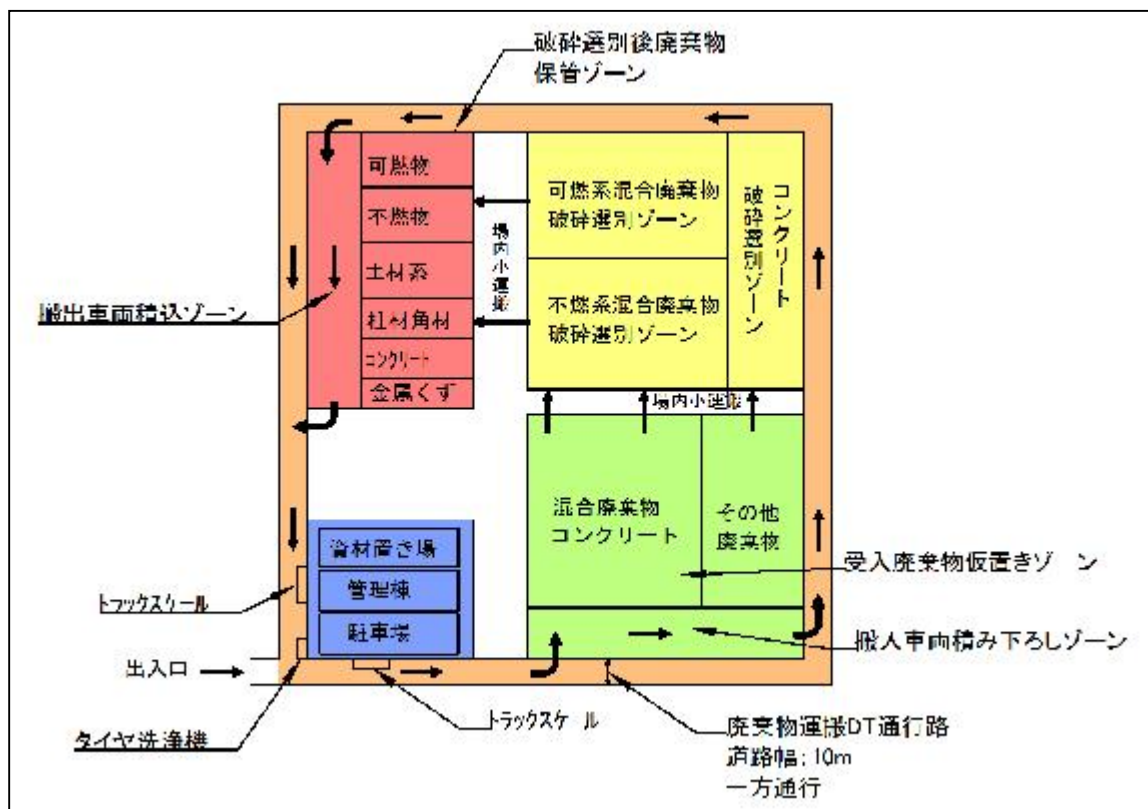 破砕選別後廃棄物
保管ゾーン
可燃物
不燃物
土材系
柱材角材
コンクリート
金属くず
場内小運搬
可燃系混合廃棄物
破砕選別ゾーン
不燃系混合廃棄物
破砕選別ゾーン
コンクリート
破砕選別ゾーン
搬出車両積込ゾーン
場内小運搬
混合廃棄物
コンクリート
その他
廃棄物
受入廃棄物仮置きゾーン
資材置き場
管理棟
駐車場
トラックスケール
搬入車両積み下ろしゾーン
出入口
タイヤ洗浄機
トラックスケール
廃棄物運搬DT通行路
道路幅:10m
一方通行